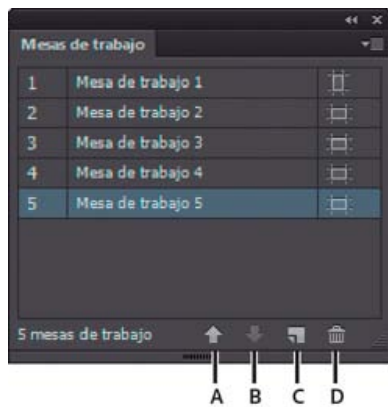 Mesas de trabajo
1 Mesa de trabajo 1
2 Mesa de trabajo 2
3 Mesa de trabajo 3
4 Mesa de trabajo 4
5 Mesa de trabajo 5
5 mesas de trabajo
A B C D